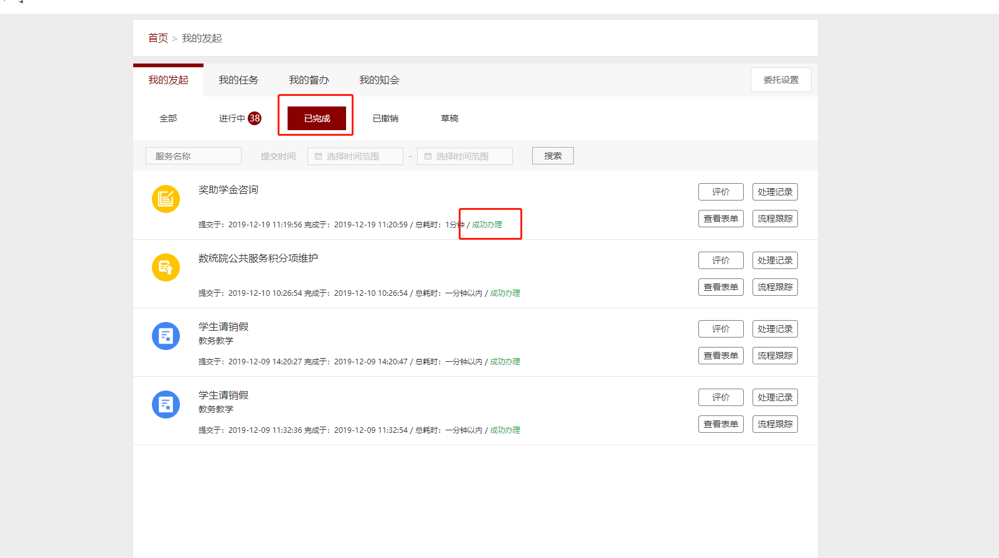 首页 > 我的发起
我的发起 我的任务 我的督办 我的知会 委托设置
全部 进行中 38 已完成 已撤销 草稿
服务名称 提交时间 选择时间范围 - 选择时间范围 搜索
奖助学金咨询 评价 处理记录
提交于：2019-12-19 11:19:56 完成于：2019-12-19 11:20:59 / 总耗时：1分钟 / 成功办理 查看表单 流程跟踪
数统院公共服务积分项维护 评价 处理记录
提交于：2019-12-10 10:26:54 完成于：2019-12-10 10:26:54 / 总耗时：一分钟以内 / 成功办理 查看表单 流程跟踪
学生请销假 评价 处理记录
教务教学
提交于：2019-12-09 14:20:27 完成于：2019-12-09 14:20:47 / 总耗时：一分钟以内 / 成功办理 查看表单 流程跟踪
学生请销假 评价 处理记录
教务教学
提交于：2019-12-09 11:32:36 完成于：2019-12-09 11:32:54 / 总耗时：一分钟以内 / 成功办理 查看表单 流程跟踪